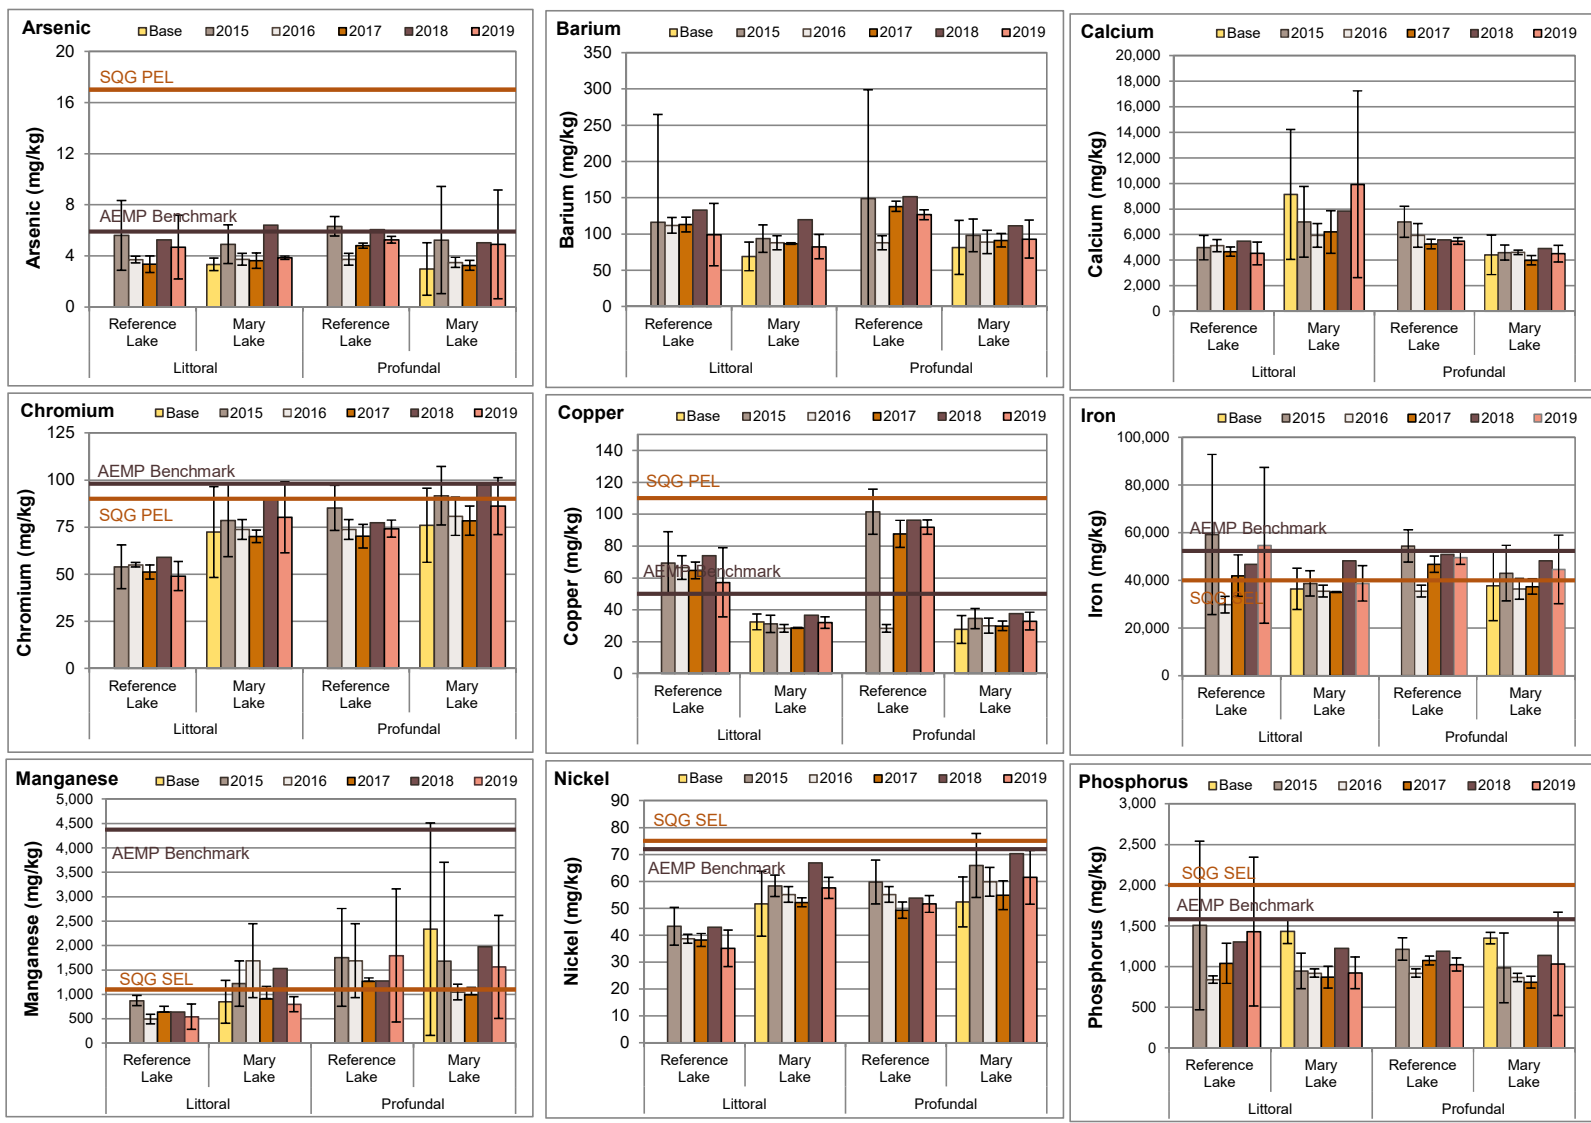 Arsenic
Base 2015 2016 2017 2018 2019
20
18
16
14
12
10
8
6
4
2
0
Arsenic (mg/kg)
SQG PEL
AEMP Benchmark
Reference Lake Mary Lake Reference Lake Mary Lake
Littoral Profundal
Barium
Base 2015 2016 2017 2018 2019
350
300
250
200
150
100
50
0
Barium (mg/kg)
Reference Lake Mary Lake Reference Lake Mary Lake
Littoral Profundal
Calcium
Base 2015 2016 2017 2018 2019
20,000
18,000
16,000
14,000
12,000
10,000
8,000
6,000
4,000
2,000
0
Calcium (mg/kg)
Reference Lake Mary Lake Reference Lake Mary Lake
Littoral Profundal
Chromium
Base 2015 2016 2017 2018 2019
125
100
75
50
25
0
Chromium (mg/kg)
AEMP Benchmark
SQG PEL
Reference Lake Mary Lake Reference Lake Mary Lake
Littoral Profundal
Copper
Base 2015 2016 2017 2018 2019
140
120
100
80
60
40
20
0
Copper (mg/kg)
SQG PEL
AEMP Benchmark
Reference Lake Mary Lake Reference Lake Mary Lake
Littoral Profundal
Iron
Base 2015 2016 2017 2018 2019
100,000
80,000
60,000
40,000
20,000
0
Iron (mg/kg)
AEMP Benchmark
SQG SEL
Reference Lake Mary Lake Reference Lake Mary Lake
Littoral Profundal
Manganese
Base 2015 2016 2017 2018 2019
5,000
4,500
4,000
3,500
3,000
2,500
2,000
1,500
1,000
500
0
Manganese (mg/kg)
AEMP Benchmark
SQG SEL
Reference Lake Mary Lake Reference Lake Mary Lake
Littoral Profundal
Nickel
Base 2015 2016 2017 2018 2019
90
80
70
60
50
40
30
20
10
0
Nickel (mg/kg)
SQG SEL
AEMP Benchmark
Reference Lake Mary Lake Reference Lake Mary Lake
Littoral Profundal
Phosphorus
Base 2015 2016 2017 2018 2019
3,000
2,500
2,000
1,500
1,000
500
0
Phosphorus (mg/kg)
SQG SEL
AEMP Benchmark
Reference Lake Mary Lake Reference Lake Mary Lake
Littoral Profundal